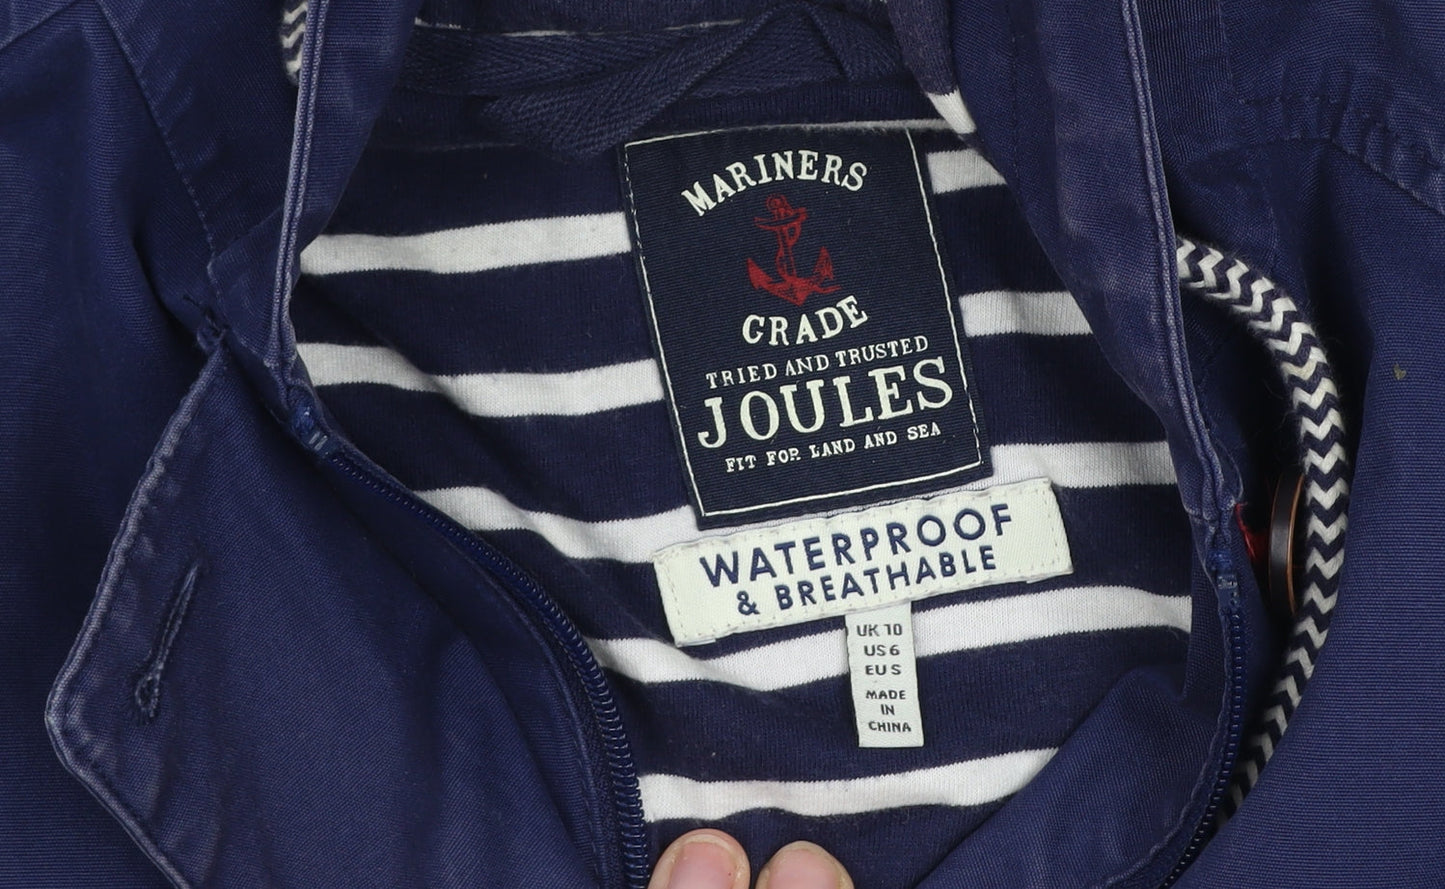 MARINERS
GRADE
TRIED AND TRUSTED
JOULES
FIT FOR LAND AND SEA
WATERPROOF
& BREATHABLE
UK 10
US 6
EU S
MADE
IN
CHINA